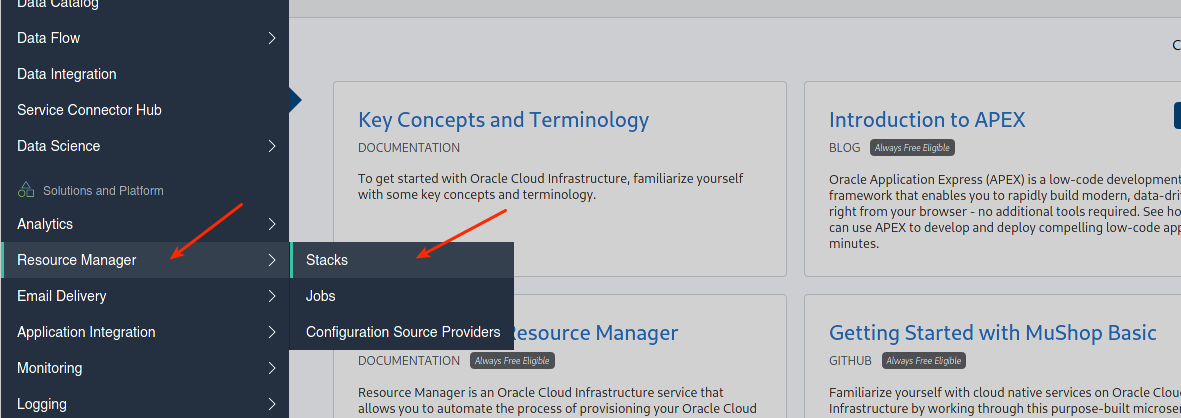 Data Catalog
Data Flow
Data Integration
Service Connector Hub
Data Science
Solutions and Platform
Analytics
Resource Manager
Email Delivery
Application Integration
Monitoring
Logging
Stacks
Jobs
Configuration Source Providers
Key Concepts and Terminology
DOCUMENTATION
To get started with Oracle Cloud Infrastructure, familiarize yourself
with some key concepts and terminology.
Introduction to APEX
BLOG Always Free Eligible
Oracle Application Express (APEX) is a low-code development
framework that enables you to rapidly build modern, data-dri
right from your browser - no additional tools required. See ho
can use APEX to develop and deploy compelling low-code app
minutes.
Resource Manager
DOCUMENTATION Always Free Eligible
Resource Manager is an Oracle Cloud Infrastructure service that
allows you to automate the process of provisioning your Oracle Cloud
Getting Started with MuShop Basic
GITHUB Always Free Eligible
Familiarize yourself with cloud native services on Oracle Clou
Infrastructure by working through this purpose-built microse